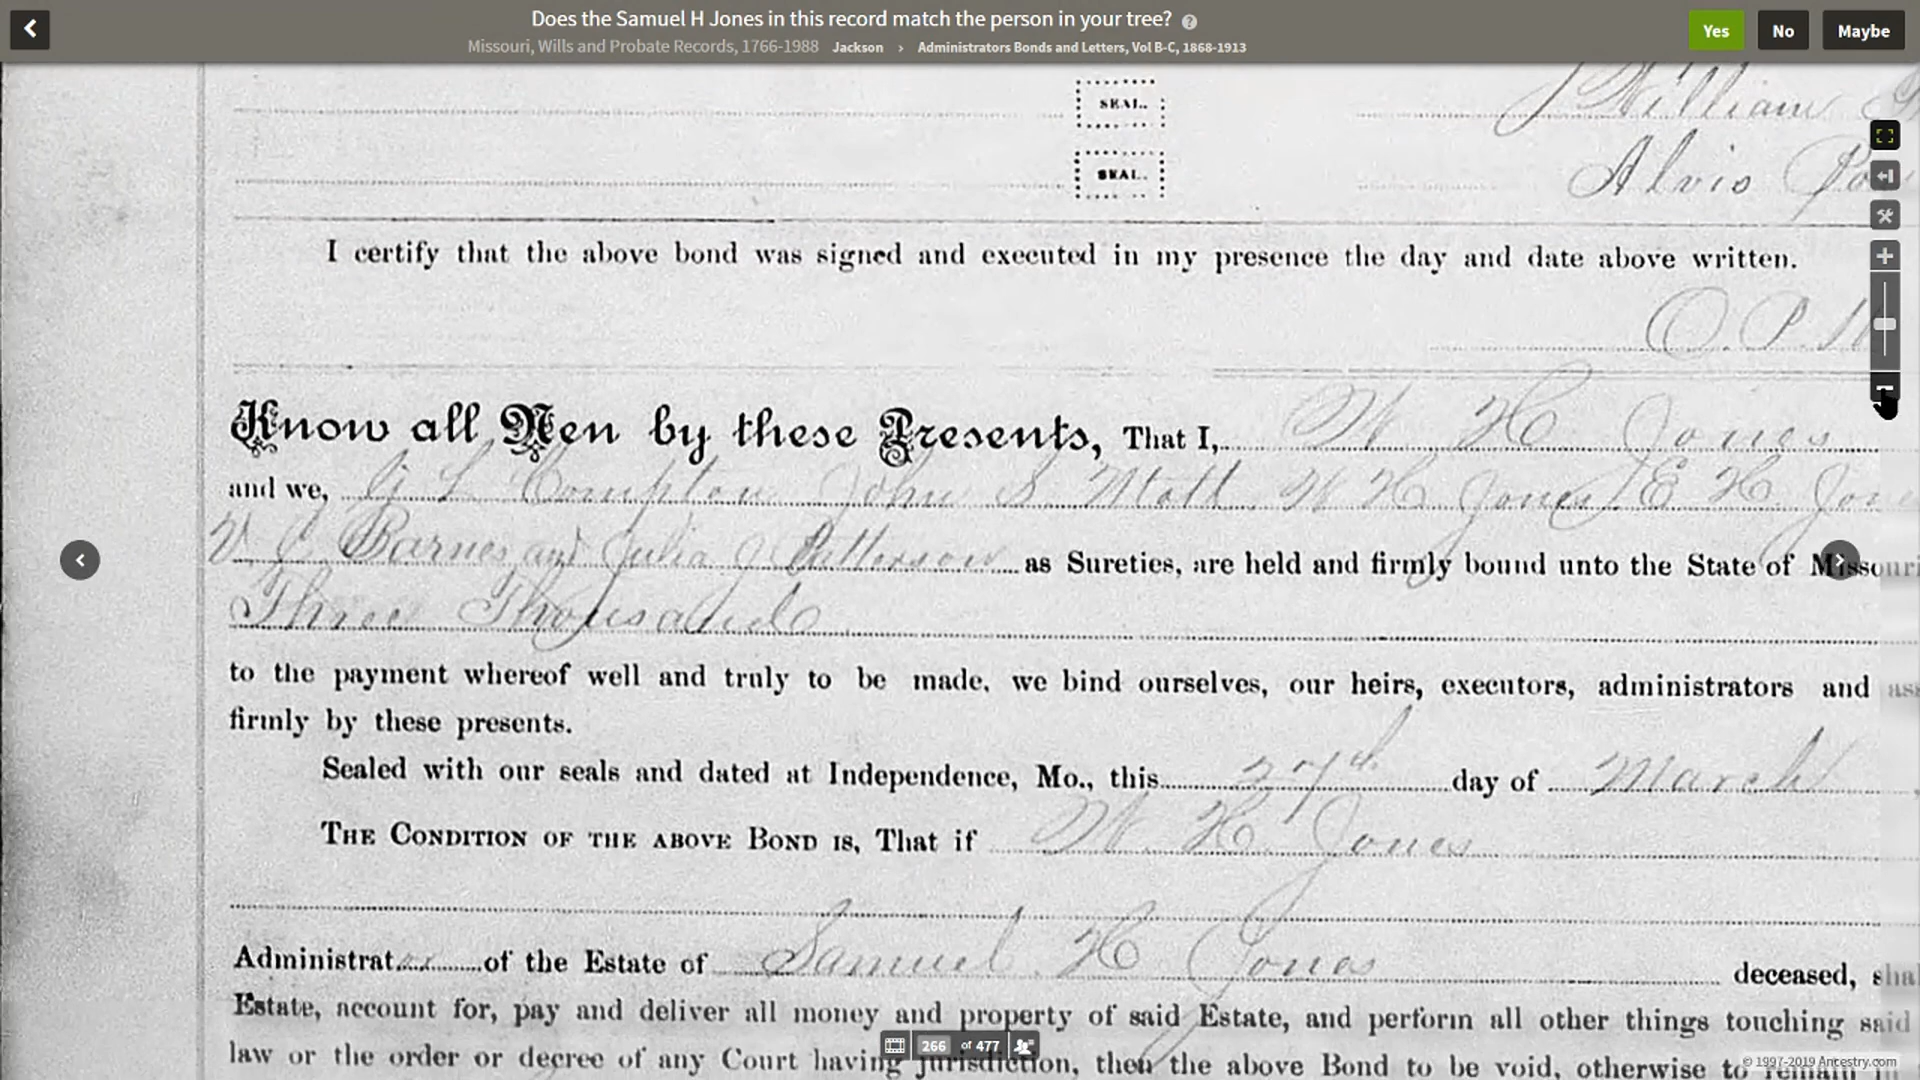 Does the Samuel H Jones in this record match the person in your tree? ?
Missouri, Wills and Probate Records, 1766-1988 Jackson › Administrators Bonds and Letters, Vol B-C, 1868-1913
Yes No Maybe
SEAL. William
SEAL. Alvis
I certify that the above bond was signed and executed in my presence the day and date above written.
O. P.
Know all Men by these Presents, That I, W. H. Jones
and we, L Compton John S. Mott W H Jones E H. Jon
V. C Barnes and Julia J Patterson as Sureties, are held and firmly bound unto the State of Missouri
Three Thousand
to the payment whereof well and truly to be made, we bind ourselves, our heirs, executors, administrators and ass
firmly by these presents.
Sealed with our seals and dated at Independence, Mo., this 27th day of March
THE CONDITION OF THE ABOVE BOND IS, That if W. H. Jones
Administrat of the Estate of Samuel H Jones deceased, shal
Estate, account for, pay and deliver all money and property of said Estate, and perform all other things touching said
law or the order or decree of any Court having jurisdiction, then the above Bond to be void, otherwise to remain in
266 of 477
© 1997-2019 Ancestry.com